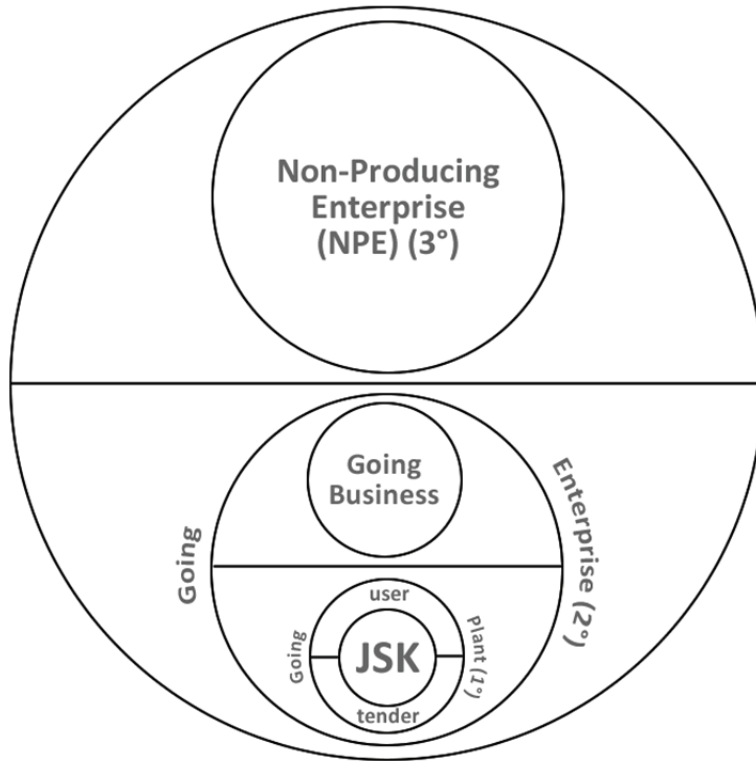 Non-Producing
Enterprise
(NPE) (3°)
Going
Business
Going
Enterprise (2°)
user
Going
JSK
Plant (1°)
tender